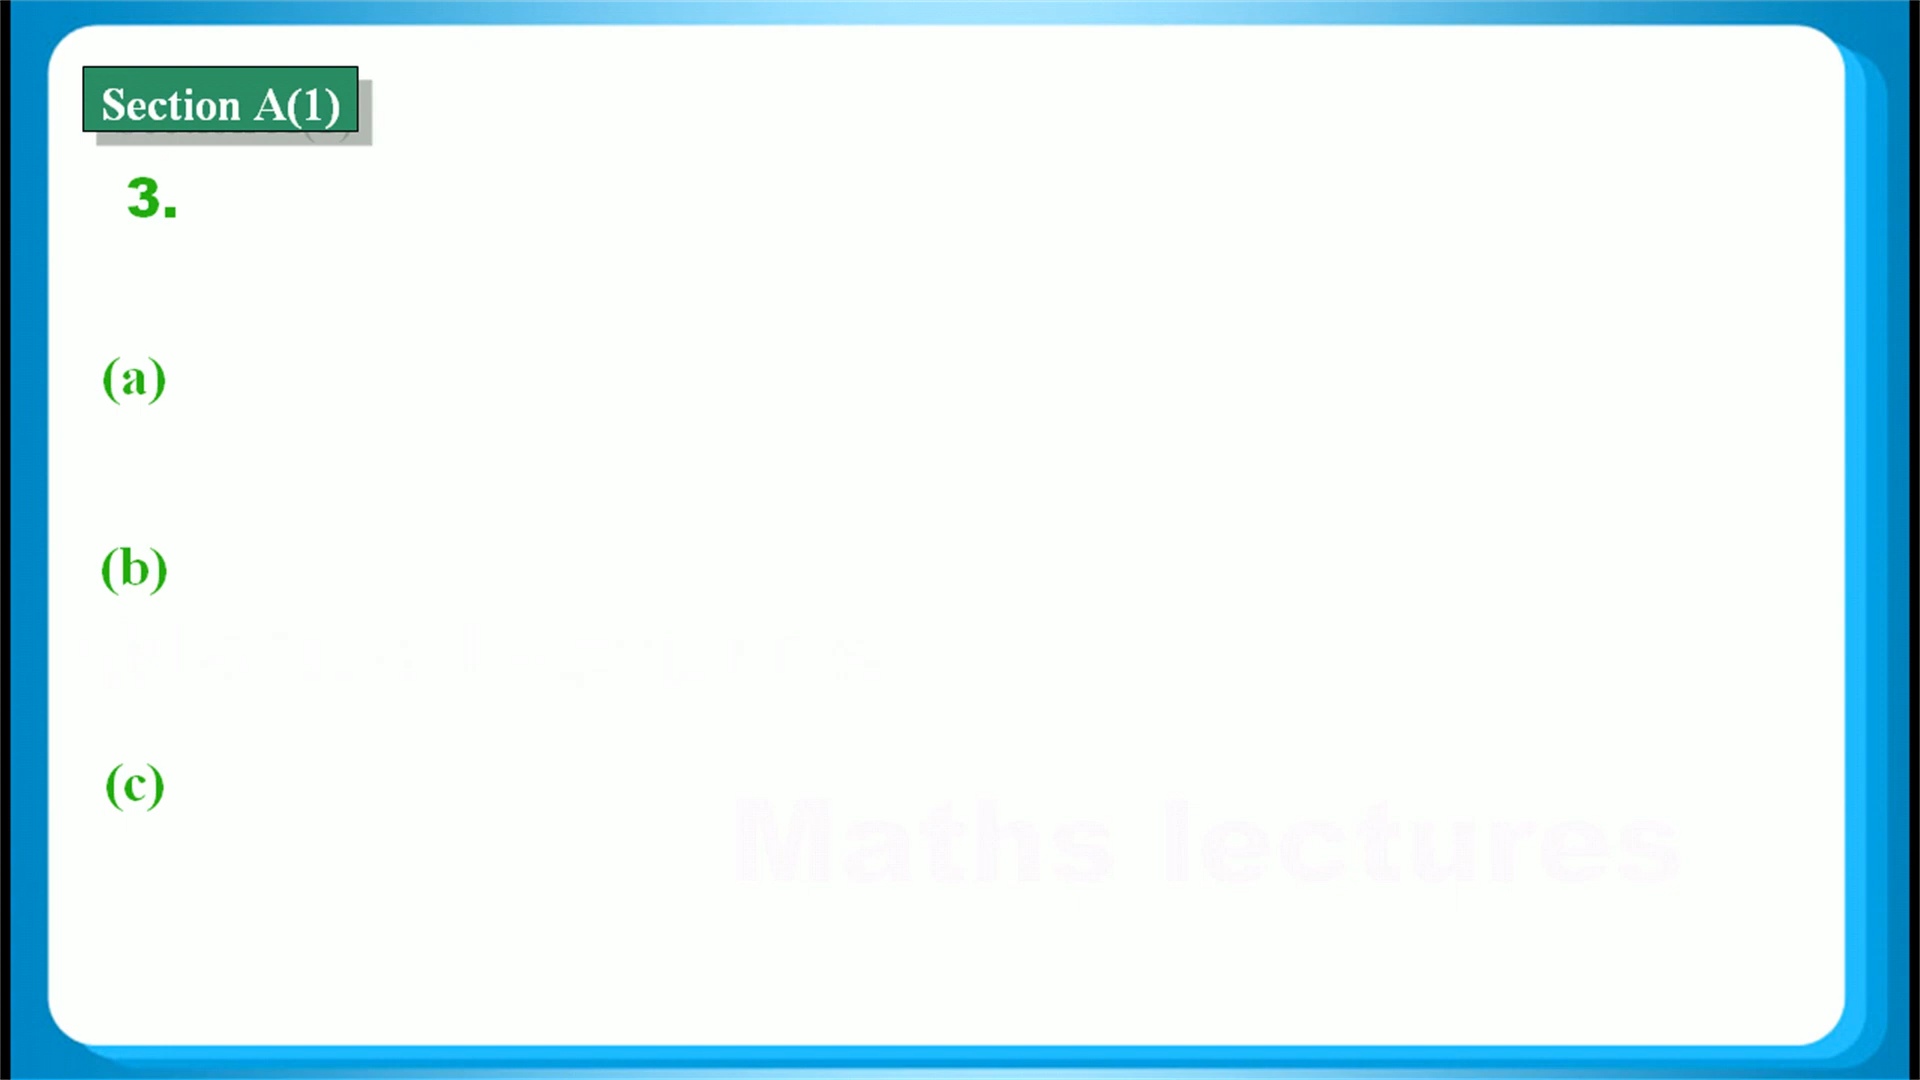 Section A(1)
3.
(a)
(b)
(c)
Maths lectures